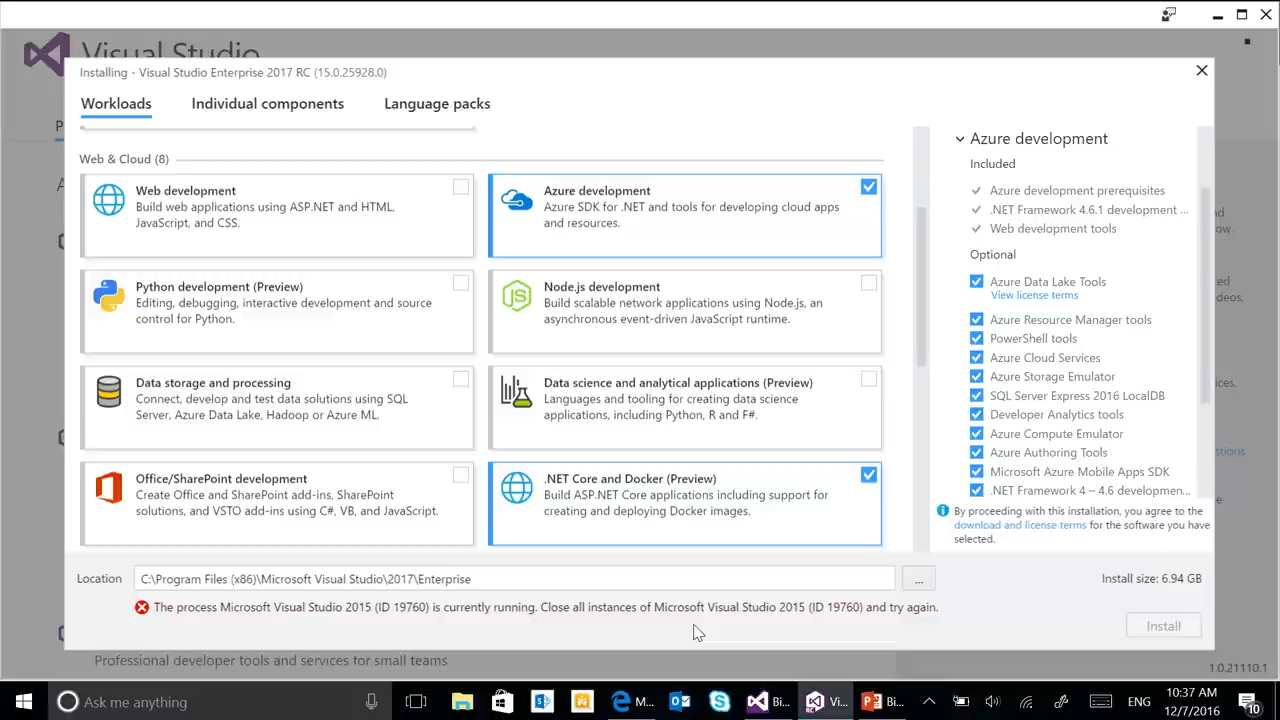 Visual Studio
Installing - Visual Studio Enterprise 2017 RC (15.0.25928.0)
Workloads
Individual components
Language packs
Web & Cloud (8)
Web development
Build web applications using ASP.NET and HTML,
JavaScript, and CSS.
Azure development
Azure SDK for .NET and tools for developing cloud apps
and resources.
Python development (Preview)
Editing, debugging, interactive development and source
control for Python.
Node.js development
Build scalable network applications using Node.js, an
asynchronous event-driven JavaScript runtime.
Data storage and processing
Connect, develop and test data solutions using SQL
Server, Azure Data Lake, Hadoop or Azure ML.
Data science and analytical applications (Preview)
Languages and tooling for creating data science
applications, including Python, R and F#.
Office/SharePoint development
Create Office and SharePoint add-ins, SharePoint
solutions, and VSTO add-ins using C#, VB, and JavaScript.
.NET Core and Docker (Preview)
Build ASP.NET Core applications including support for
creating and deploying Docker images.
Azure development
Included
Azure development prerequisites
.NET Framework 4.6.1 development ...
Web development tools
Optional
Azure Data Lake Tools
View license terms
Azure Resource Manager tools
PowerShell tools
Azure Cloud Services
Azure Storage Emulator
SQL Server Express 2016 LocalDB
Developer Analytics tools
Azure Compute Emulator
Azure Authoring Tools
Microsoft Azure Mobile Apps SDK
.NET Framework 4 – 4.6 developmen...
By proceeding with this installation, you agree to the
download and license terms for the software you have
selected.
Location
C:\Program Files (x86)\Microsoft Visual Studio\2017\Enterprise
...
Install size: 6.94 GB
The process Microsoft Visual Studio 2015 (ID 19760) is currently running. Close all instances of Microsoft Visual Studio 2015 (ID 19760) and try again.
Install
Professional developer tools and services for small teams
1.0.21110.1
Ask me anything
M...
Bi...
Vi...
Bi...
ENG
10:37 AM
12/7/2016
10